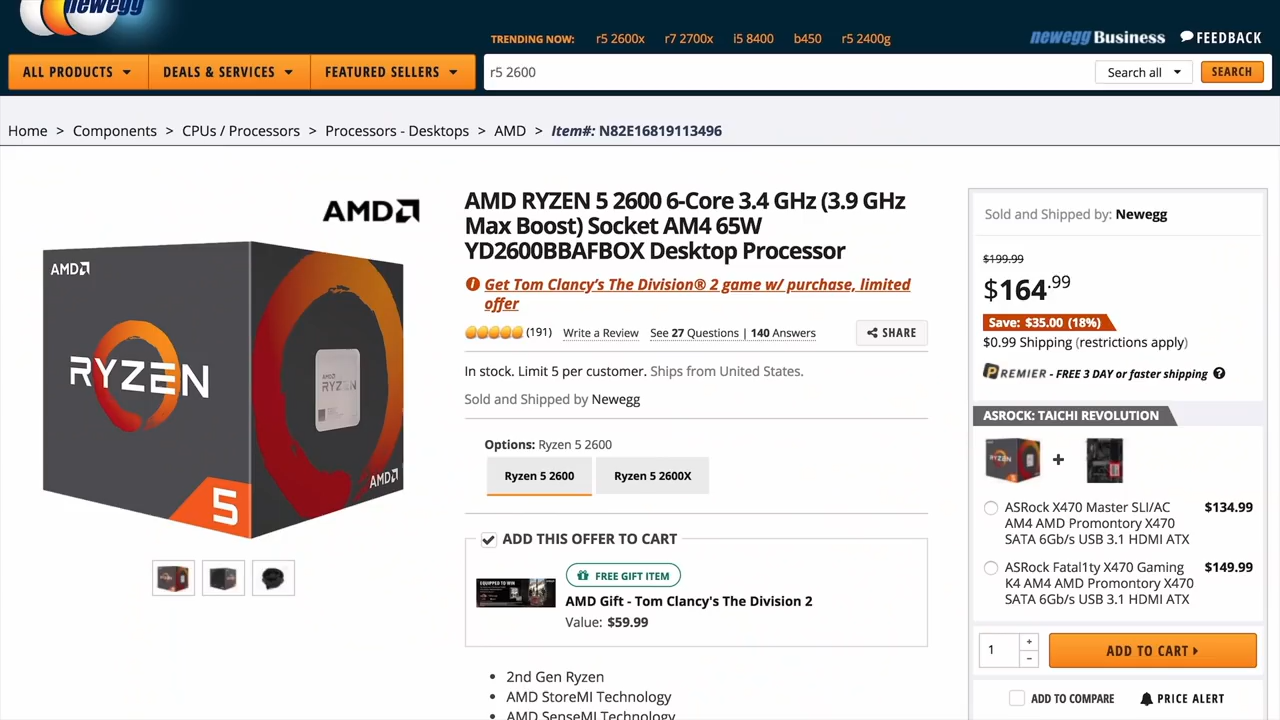 newegg
TRENDING NOW: r5 2600x r7 2700x i5 8400 b450 r5 2400g
newegg Business FEEDBACK
ALL PRODUCTS DEALS & SERVICES FEATURED SELLERS r5 2600 Search all SEARCH
Home > Components > CPUs / Processors > Processors - Desktops > AMD > Item#: N82E16819113496
AMD
AMD
RYZEN
5
AMD
RYZEN
AMD
AMD RYZEN 5 2600 6-Core 3.4 GHz (3.9 GHz
Max Boost) Socket AM4 65W
YD2600BBAFBOX Desktop Processor
Get Tom Clancy's The Division® 2 game w/ purchase, limited
offer
(191) Write a Review See 27 Questions | 140 Answers SHARE
In stock. Limit 5 per customer. Ships from United States.
Sold and Shipped by Newegg
Options: Ryzen 5 2600
Ryzen 5 2600 Ryzen 5 2600X
ADD THIS OFFER TO CART
FREE GIFT ITEM
AMD Gift - Tom Clancy's The Division 2
Value: $59.99
EQUIPPED TO WIN
• 2nd Gen Ryzen
• AMD StoreMI Technology
• AMD SenseMI Technology
Sold and Shipped by: Newegg
$199.99
$164.99
Save: $35.00 (18%)
$0.99 Shipping (restrictions apply)
PREMIER - FREE 3 DAY or faster shipping ?
ASROCK: TAICHI REVOLUTION
RYZEN +
ASRock X470 Master SLI/AC $134.99
AM4 AMD Promontory X470
SATA 6Gb/s USB 3.1 HDMI ATX
ASRock Fatal1ty X470 Gaming $149.99
K4 AM4 AMD Promontory X470
SATA 6Gb/s USB 3.1 HDMI ATX
1 + - ADD TO CART
ADD TO COMPARE PRICE ALERT